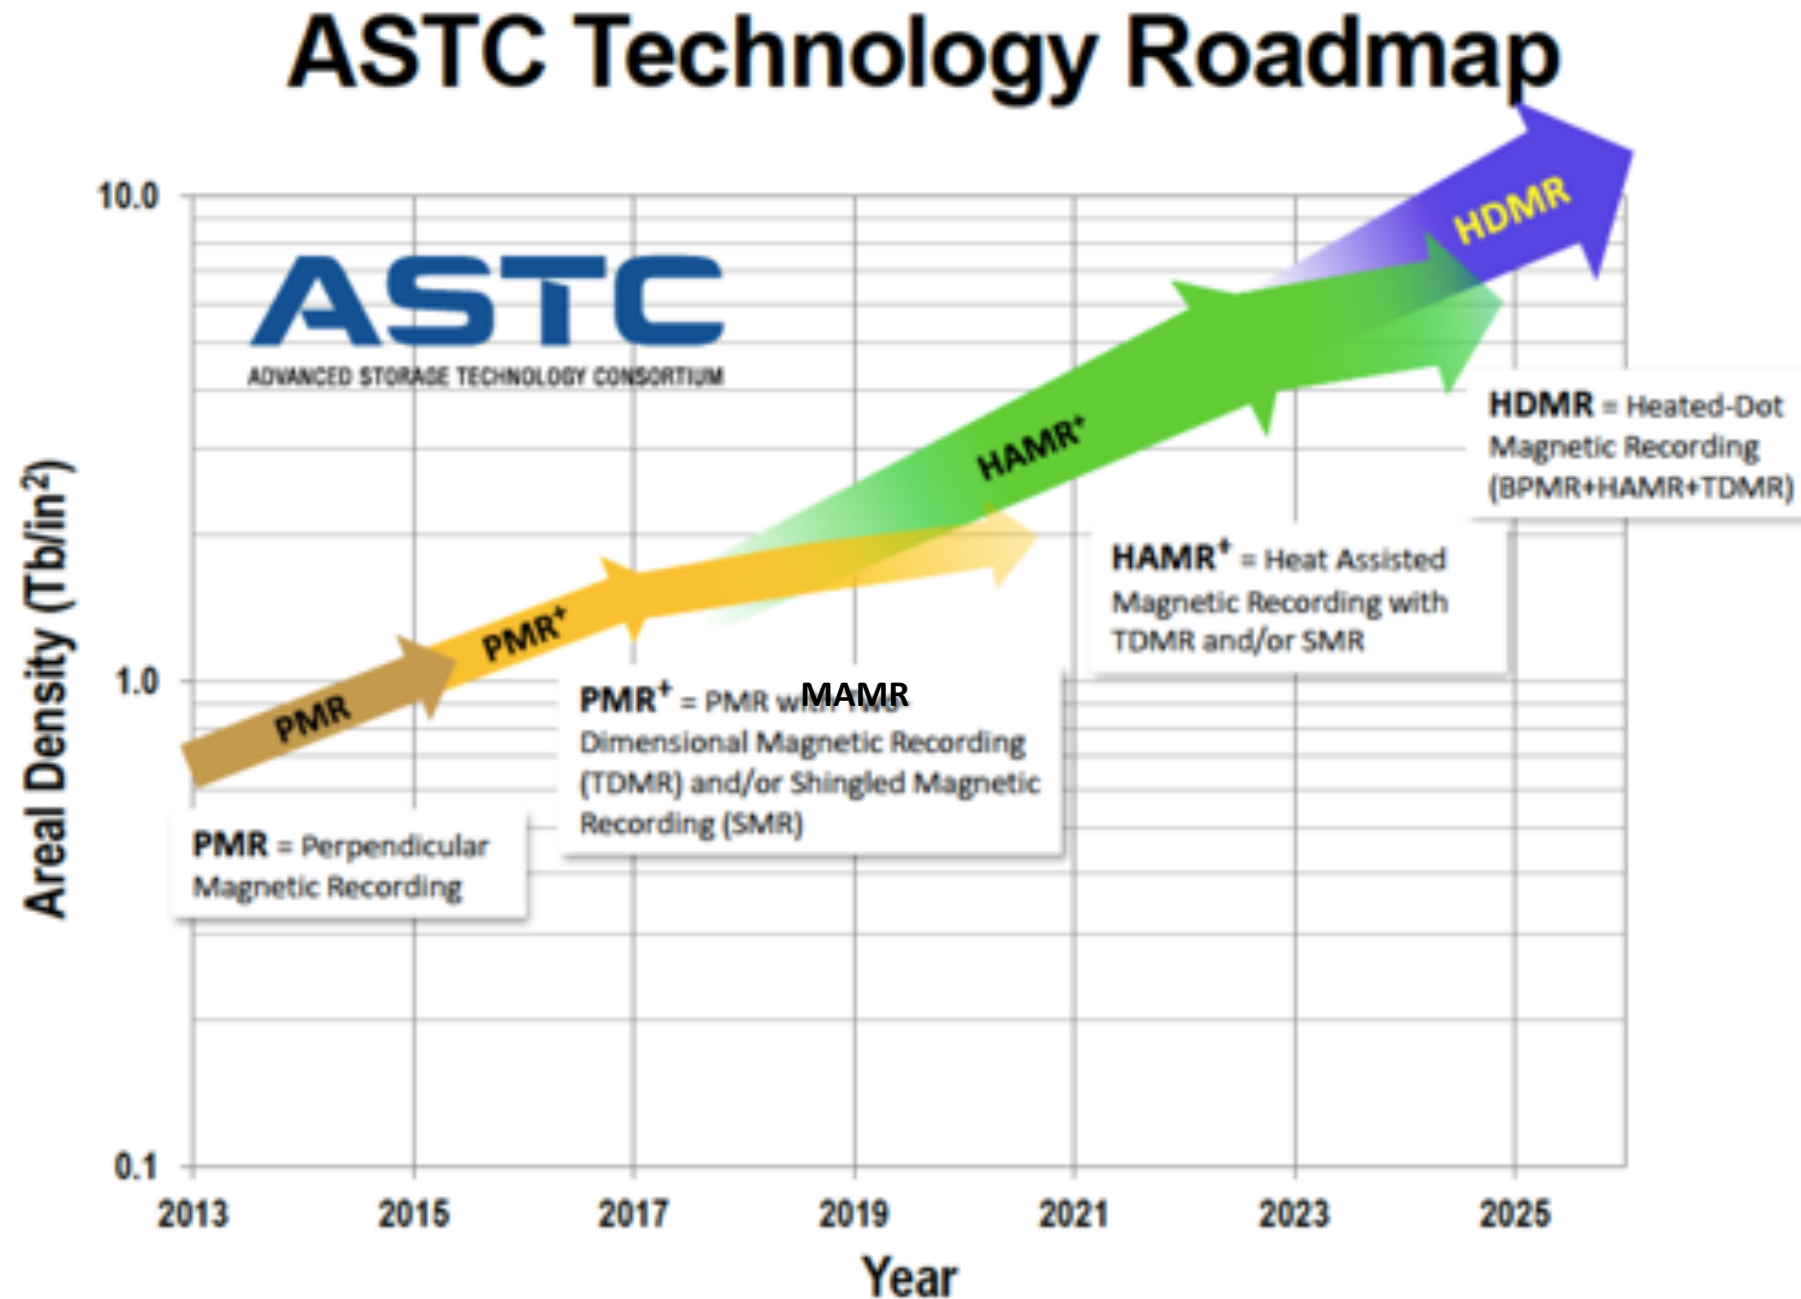 ASTC Technology Roadmap
10.0
1.0
0.1
Areal Density (Tb/in²)
ASTC
ADVANCED STORAGE TECHNOLOGY CONSORTIUM
PMR
PMR⁺
HAMR⁺
HDMR
HDMR = Heated-Dot
Magnetic Recording
(BPMR+HAMR+TDMR)
HAMR⁺ = Heat Assisted
Magnetic Recording with
TDMR and/or SMR
MAMR
PMR⁺ = PMR with Two
Dimensional Magnetic Recording
(TDMR) and/or Shingled Magnetic
Recording (SMR)
PMR = Perpendicular
Magnetic Recording
2013 2015 2017 2019 2021 2023 2025
Year